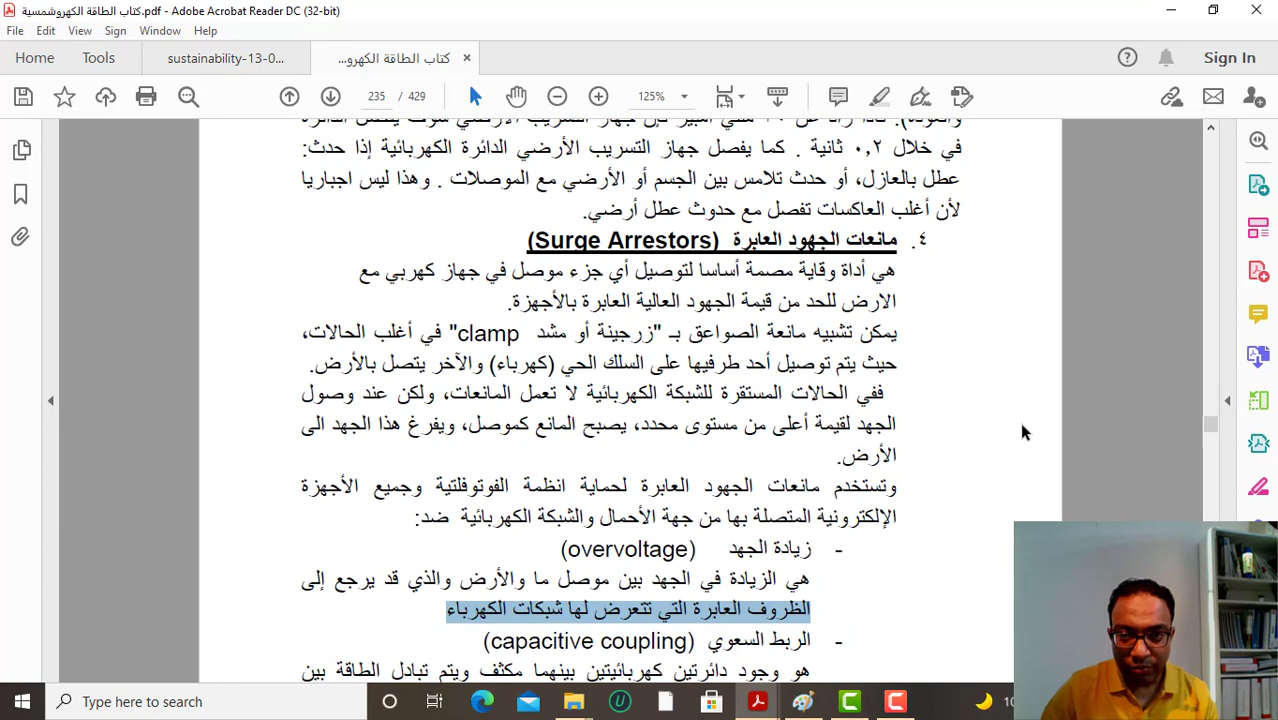 كتاب الطاقة الكهروشمسية.pdf - Adobe Acrobat Reader DC (32-bit)
File Edit View Sign Window Help
Home Tools sustainability-13-0... كتاب الطاقة الكهرو... × Sign In
235 / 429 125%
في خلال ٠,٢ ثانية . كما يفصل جهاز التسريب الأرضي الدائرة الكهربائية إذا حدث:
عطل بالعازل، أو حدث تلامس بين الجسم أو الأرضي مع الموصلات . وهذا ليس اجباريا
لأن أغلب العاكسات تفصل مع حدوث عطل أرضي.
٤. مانعات الجهود العابرة (Surge Arrestors)
هي أداة وقاية مصمة أساسا لتوصيل أي جزء موصل في جهاز كهربي مع
الارض للحد من قيمة الجهود العالية العابرة بالأجهزة.
يمكن تشبيه مانعة الصواعق بـ "زرجينة أو مشد clamp" في أغلب الحالات،
حيث يتم توصيل أحد طرفيها على السلك الحي (كهرباء) والآخر يتصل بالأرض.
ففي الحالات المستقرة للشبكة الكهربائية لا تعمل المانعات، ولكن عند وصول
الجهد لقيمة أعلى من مستوى محدد، يصبح المانع كموصل، ويفرغ هذا الجهد الى
الأرض.
وتستخدم مانعات الجهود العابرة لحماية انظمة الفوتوفلتية وجميع الأجهزة
الإلكترونية المتصلة بها من جهة الأحمال والشبكة الكهربائية ضد:
- زيادة الجهد (overvoltage)
هي الزيادة في الجهد بين موصل ما والأرض والذي قد يرجع إلى
الظروف العابرة التي تتعرض لها شبكات الكهرباء
- الربط السعوي (capacitive coupling)
هو وجود دائرتين كهربائيتين بينهما مكثف ويتم تبادل الطاقة بين
Type here to search